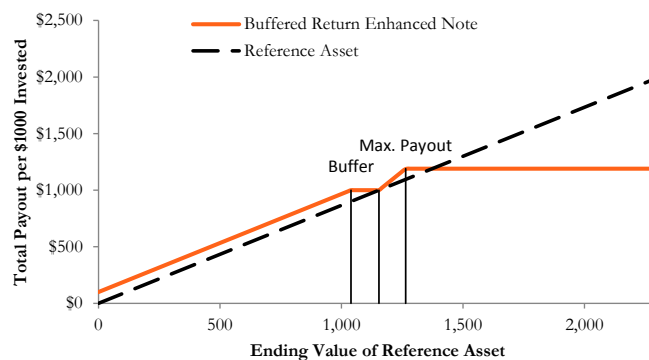 $2,500
Buffered Return Enhanced Note
Reference Asset
$2,000
$1,500
Max. Payout
Buffer
$1,000
$500
$0
0
500
1,000
1,500
2,000
Total Payout per $1000 Invested
Ending Value of Reference Asset